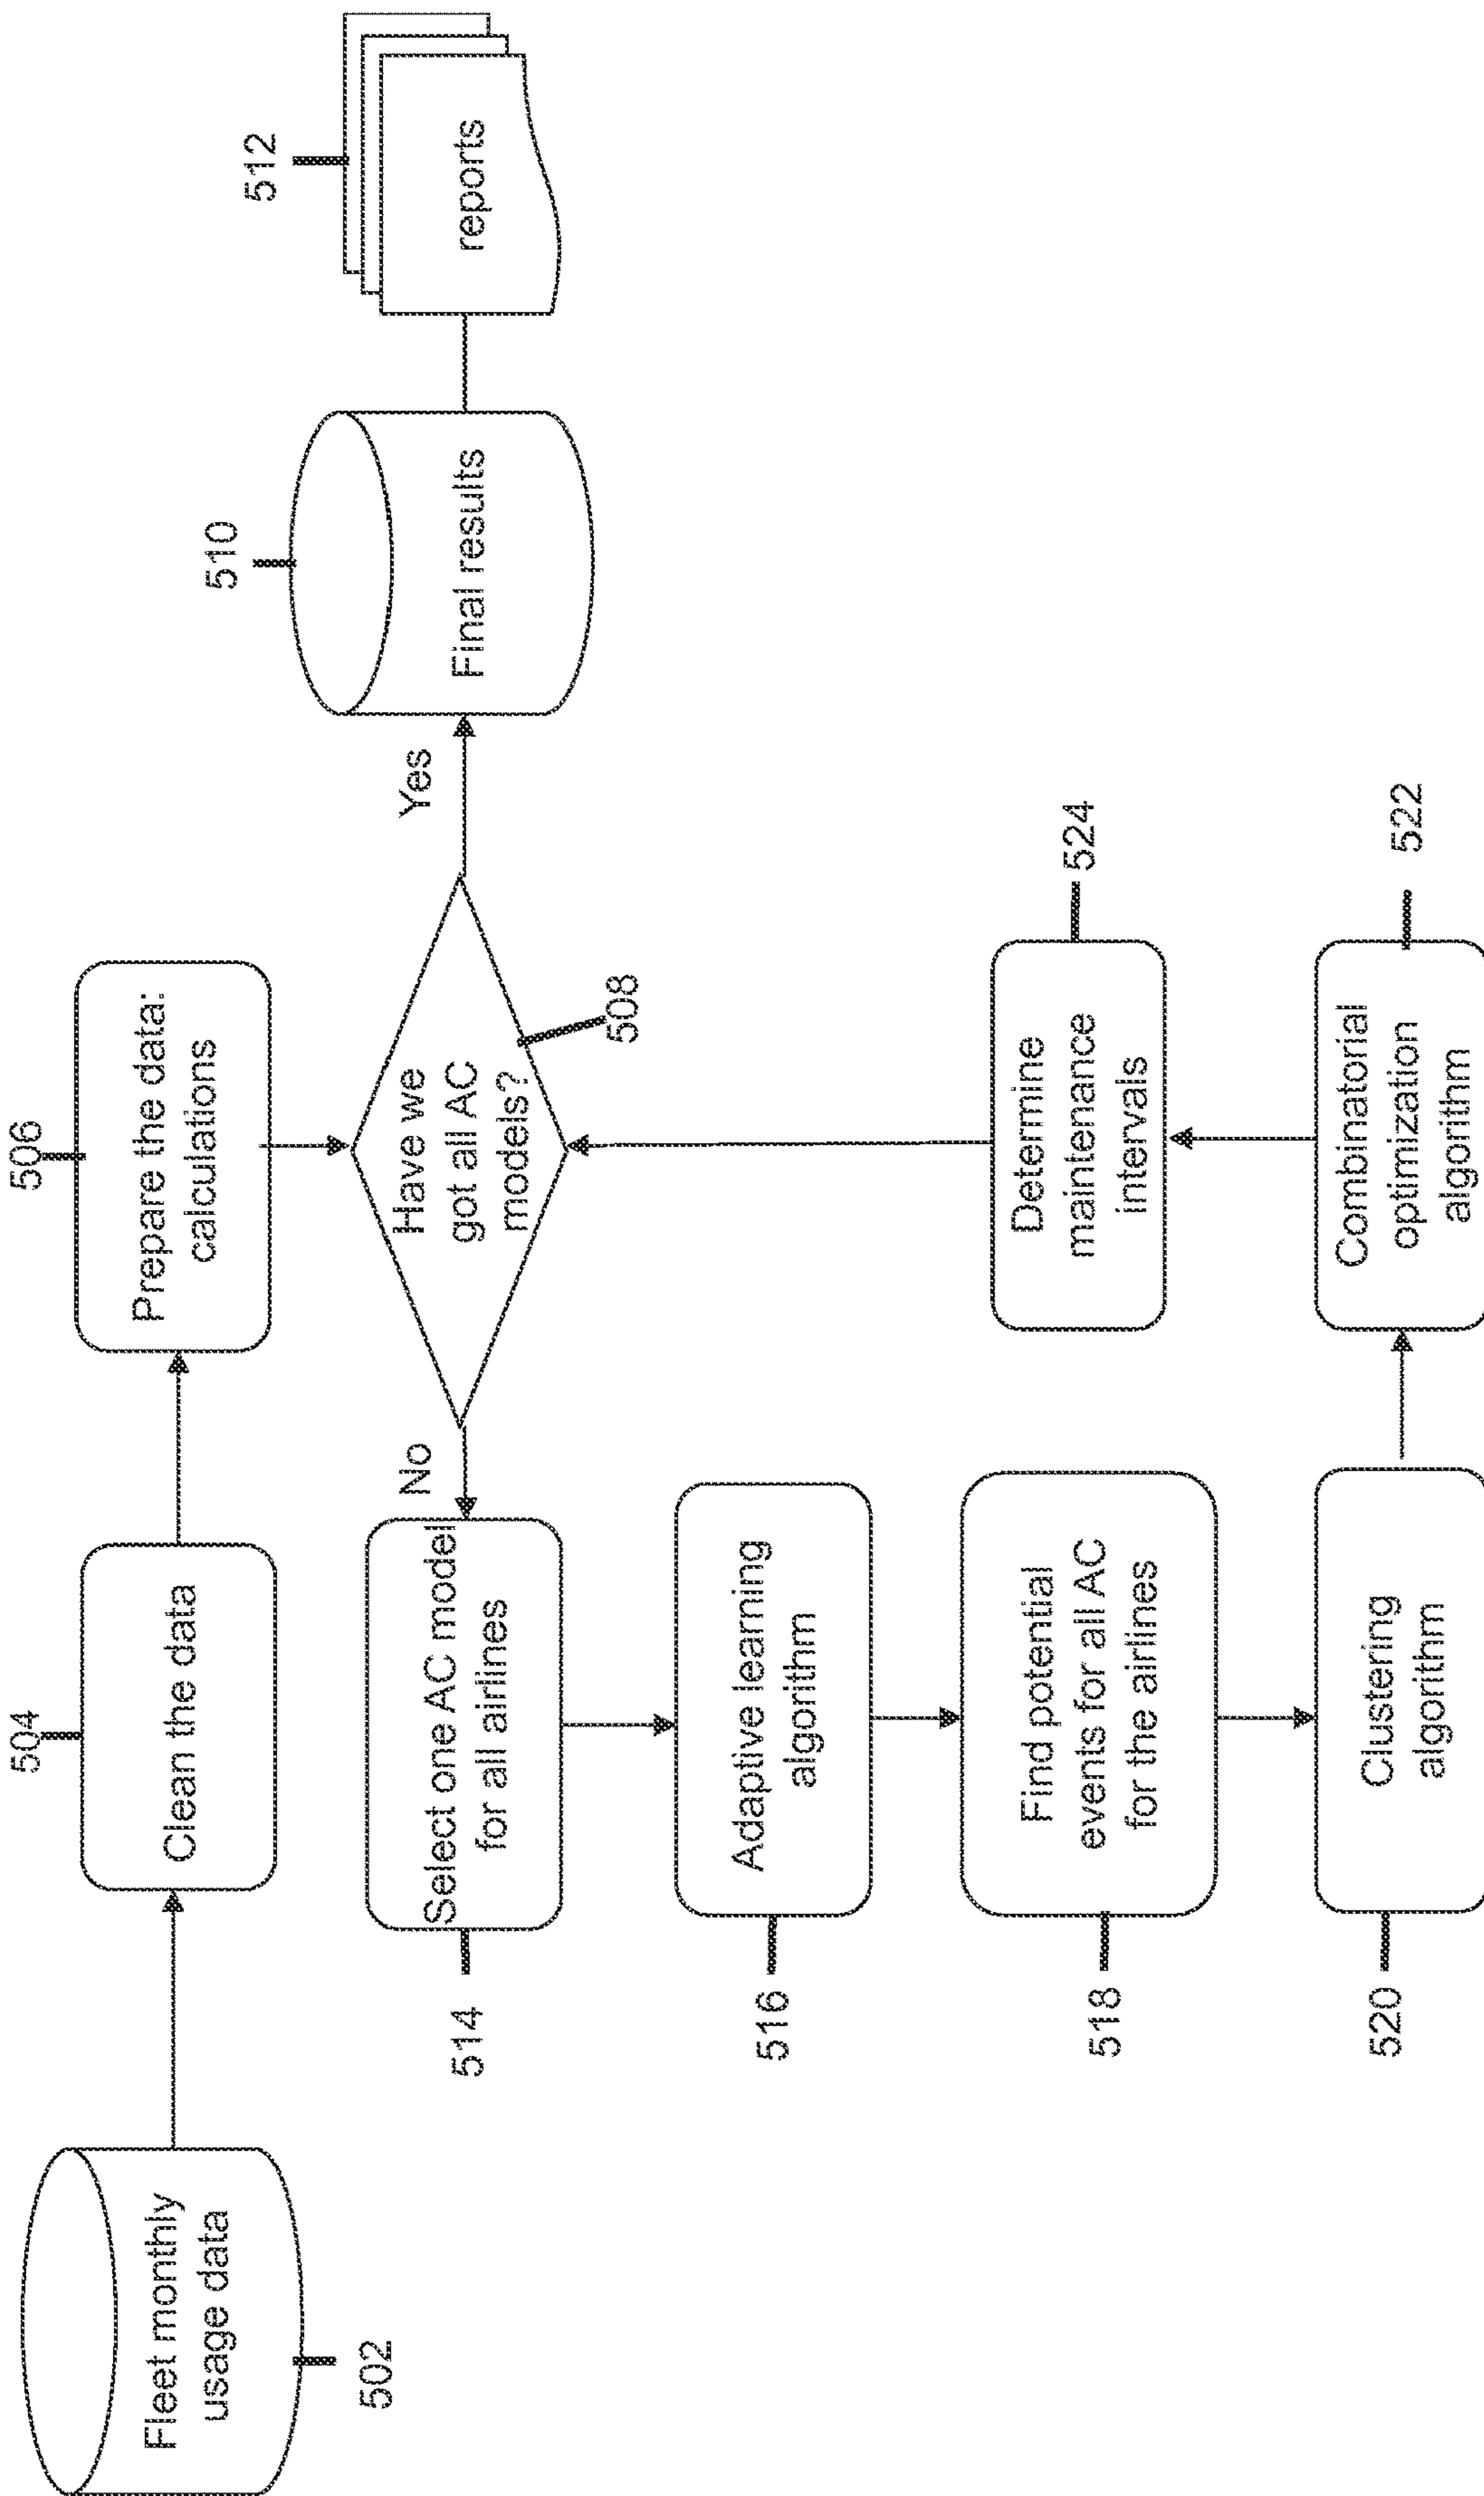 502
Fleet monthly
usage data
504
Clean the data
506
Prepare the data:
calculations
508
Have we
got all AC
models?
Yes
No
510
Final results
512
reports
514
Select one AC model
for all airlines
516
Adaptive learning
algorithm
518
Find potential
events for all AC
for the airlines
520
Clustering
algorithm
522
Combinatorial
optimization
algorithm
524
Determine
maintenance
intervals